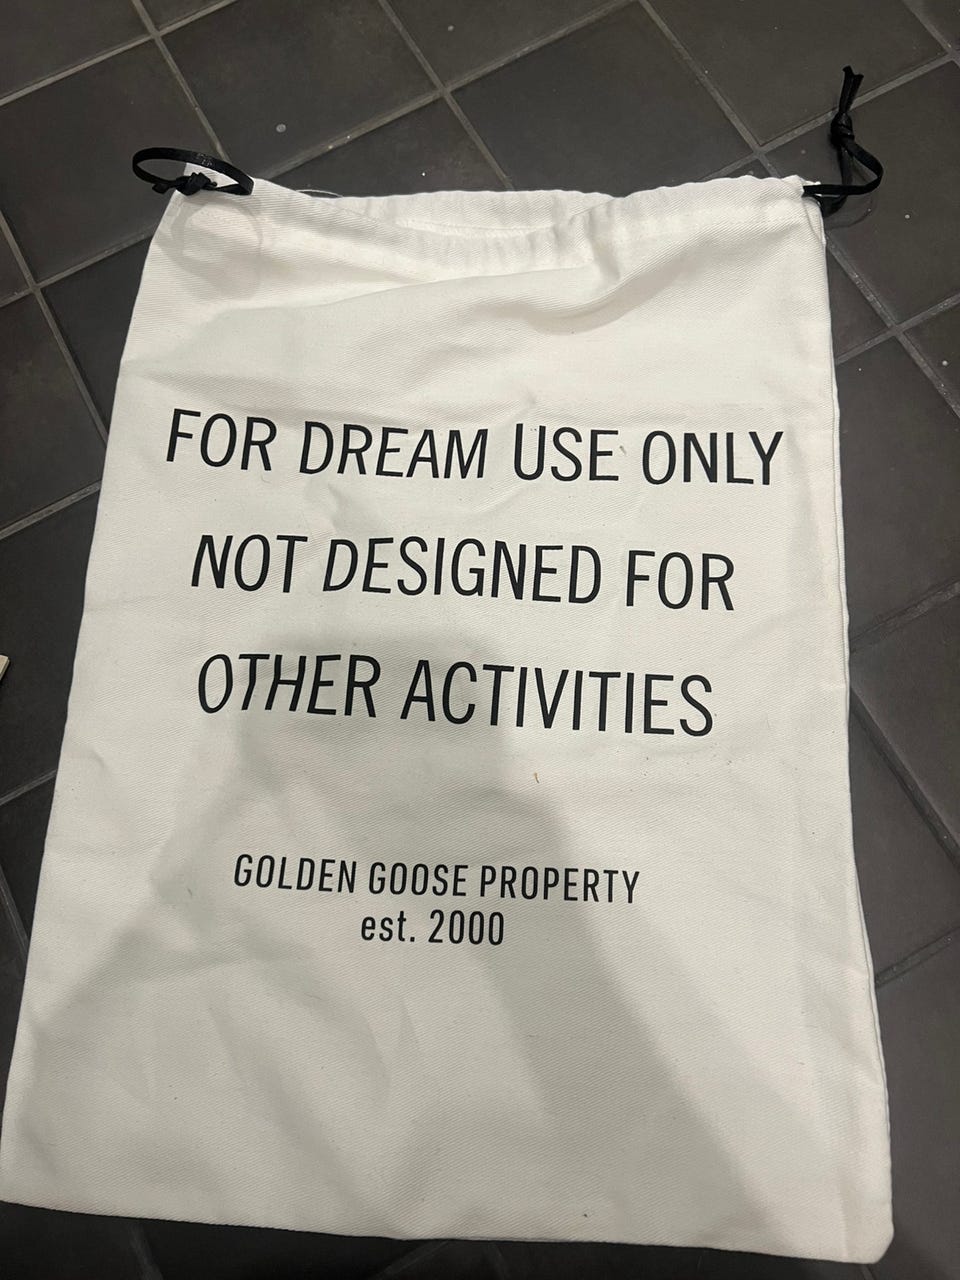 FOR DREAM USE ONLY
NOT DESIGNED FOR
OTHER ACTIVITIES
GOLDEN GOOSE PROPERTY
est. 2000